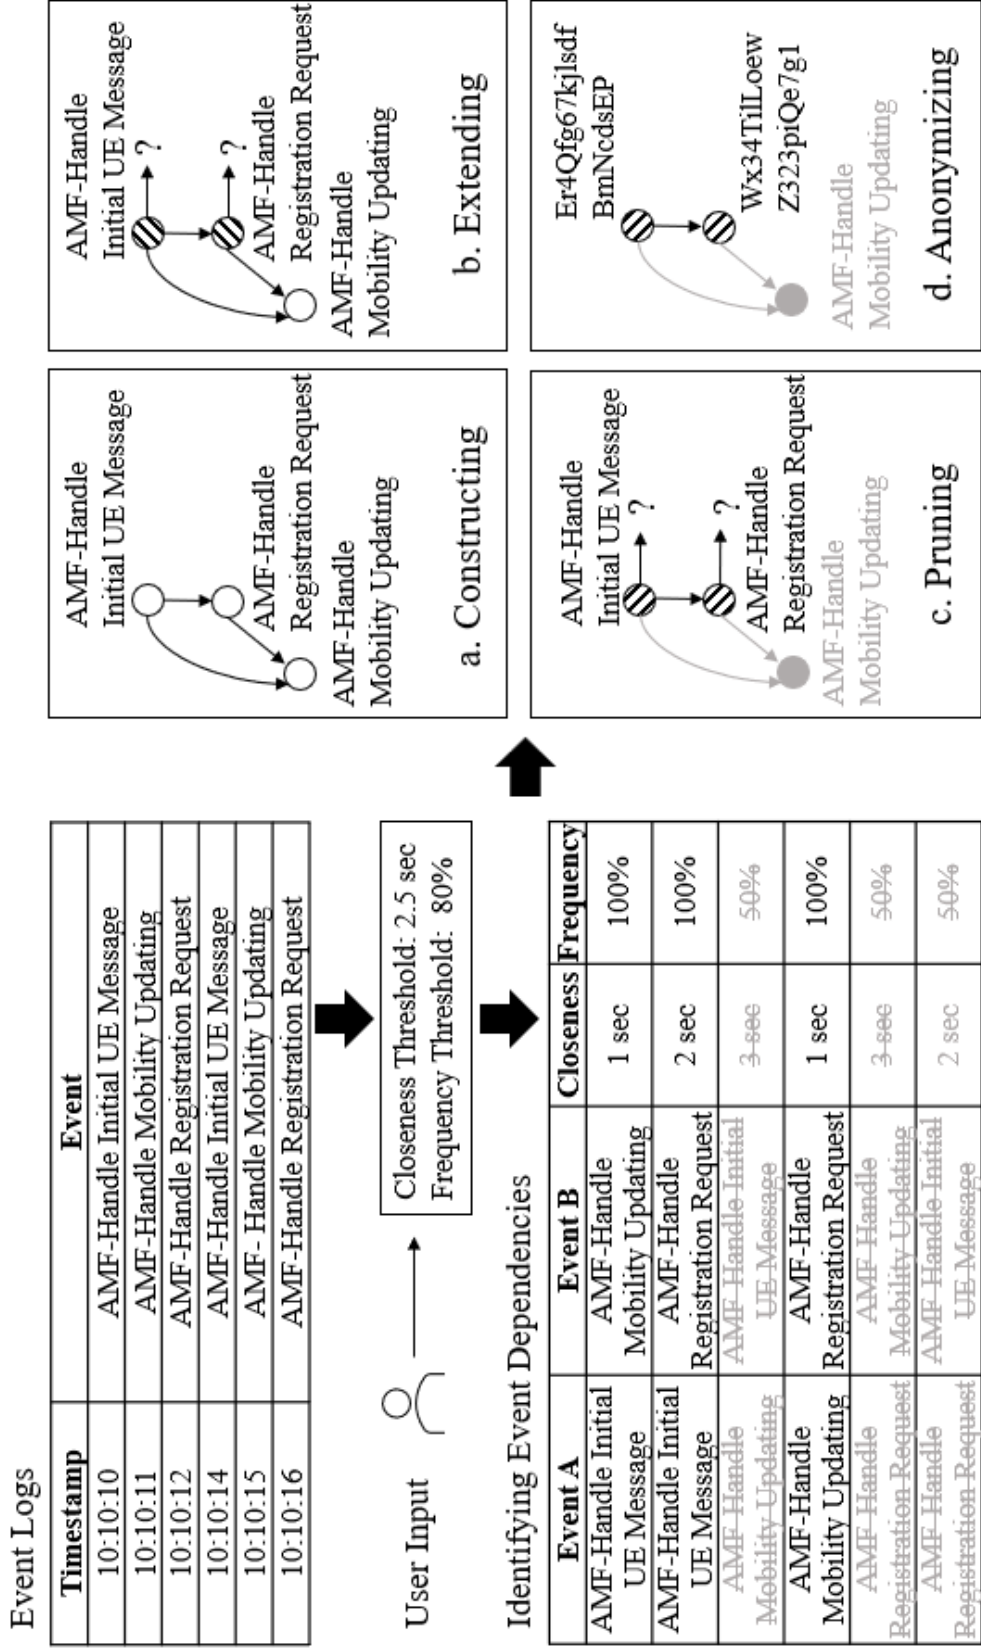 Event Logs
Timestamp Event
10:10:10 AMF-Handle Initial UE Message
10:10:11 AMF-Handle Mobility Updating
10:10:12 AMF-Handle Registration Request
10:10:14 AMF-Handle Initial UE Message
10:10:15 AMF- Handle Mobility Updating
10:10:16 AMF-Handle Registration Request
User Input
Closeness Threshold: 2.5 sec
Frequency Threshold: 80%
Identifying Event Dependencies
Event A Event B Closeness Frequency
AMF-Handle Initial AMF-Handle
UE Message Mobility Updating
1 sec 100%
AMF-Handle Initial AMF-Handle
UE Message Registration Request
2 sec 100%
AMF Handle AMF Handle Initial
Mobility Updating UE Message
3 sec 50%
AMF-Handle AMF-Handle
Mobility Updating Registration Request
1 sec 100%
AMF Handle AMF Handle
Registration Request Mobility Updating
3 sec 50%
AMF Handle AMF Handle Initial
Registration Request UE Message
2 sec 50%
AMF-Handle
Initial UE Message
AMF-Handle
Registration Request
AMF-Handle
Mobility Updating
a. Constructing
AMF-Handle
Initial UE Message
?
?
AMF-Handle
Registration Request
AMF-Handle
Mobility Updating
b. Extending
AMF-Handle
Initial UE Message
?
?
AMF-Handle
Registration Request
AMF-Handle
Mobility Updating
c. Pruning
Er4Qfg67kjlsdf
BmNcdsEP
Wx34TilLoew
Z323piQe7g1
AMF-Handle
Mobility Updating
d. Anonymizing